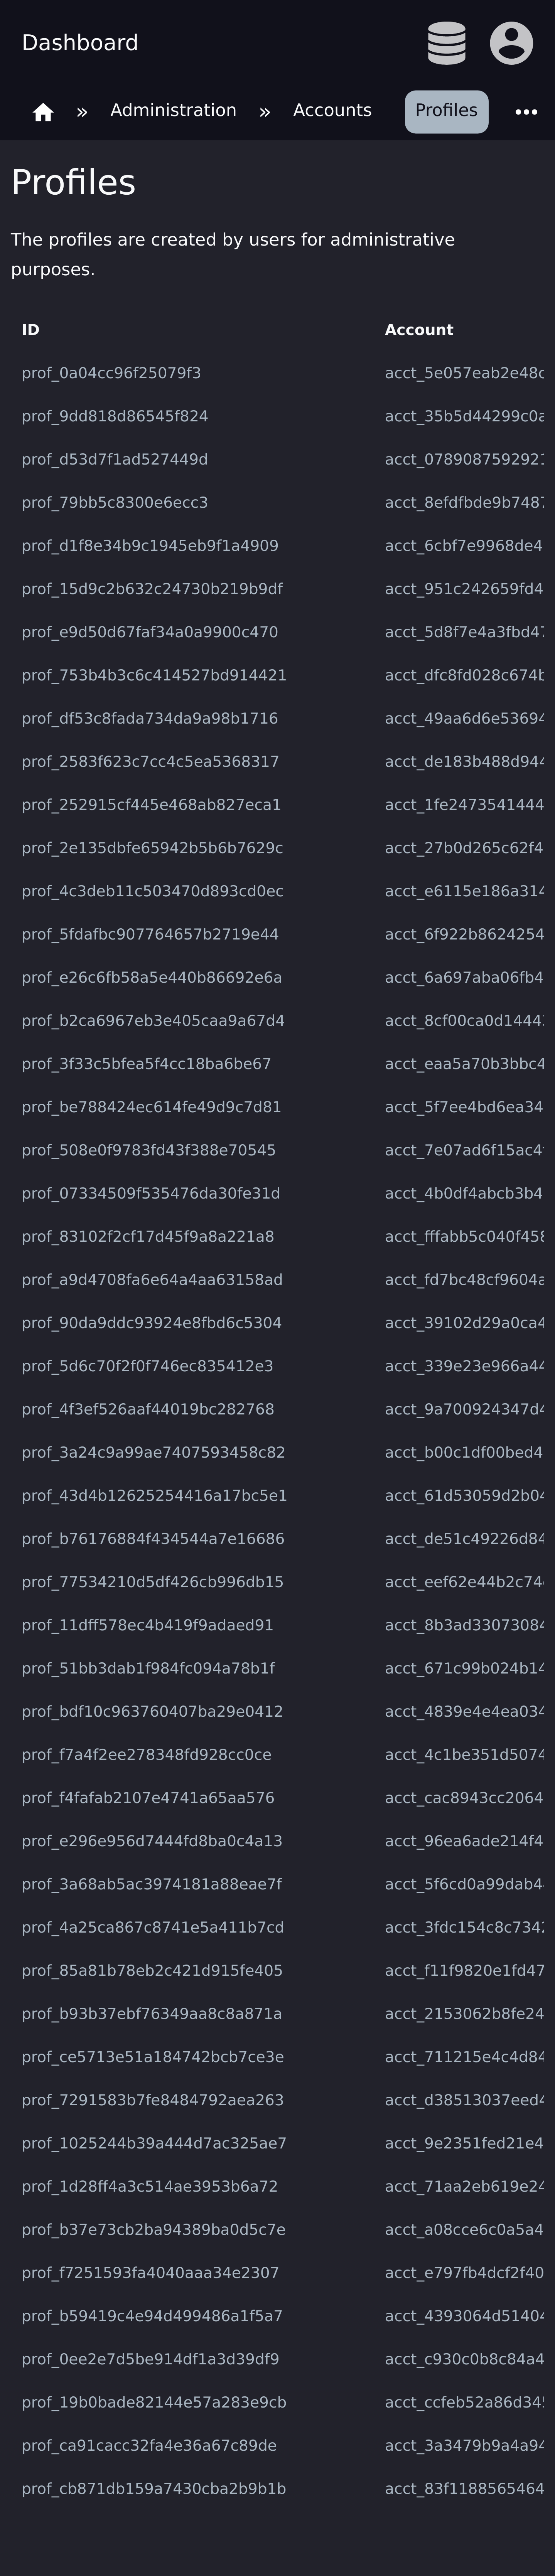 Dashboard
» Administration » Accounts Profiles
Profiles
The profiles are created by users for administrative
purposes.
ID Account
prof_0a04cc96f25079f3 acct_5e057eab2e48c
prof_9dd818d86545f824 acct_35b5d44299c0a
prof_d53d7f1ad527449d acct_0789087592921
prof_79bb5c8300e6ecc3 acct_8efdfbde9b7487
prof_d1f8e34b9c1945eb9f1a4909 acct_6cbf7e9968de4
prof_15d9c2b632c24730b219b9df acct_951c242659fd4
prof_e9d50d67faf34a0a9900c470 acct_5d8f7e4a3fbd47
prof_753b4b3c6c414527bd914421 acct_dfc8fd028c674b
prof_df53c8fada734da9a98b1716 acct_49aa6d6e53694
prof_2583f623c7cc4c5ea5368317 acct_de183b488d944
prof_252915cf445e468ab827eca1 acct_1fe2473541444
prof_2e135dbfe65942b5b6b7629c acct_27b0d265c62f4
prof_4c3deb11c503470d893cd0ec acct_e6115e186a314
prof_5fdafbc907764657b2719e44 acct_6f922b8624254
prof_e26c6fb58a5e440b86692e6a acct_6a697aba06fb4
prof_b2ca6967eb3e405caa9a67d4 acct_8cf00ca0d1444
prof_3f33c5bfea5f4cc18ba6be67 acct_eaa5a70b3bbc4
prof_be788424ec614fe49d9c7d81 acct_5f7ee4bd6ea34
prof_508e0f9783fd43f388e70545 acct_7e07ad6f15ac4
prof_07334509f535476da30fe31d acct_4b0df4abcb3b4
prof_83102f2cf17d45f9a8a221a8 acct_fffabb5c040f458
prof_a9d4708fa6e64a4aa63158ad acct_fd7bc48cf9604a
prof_90da9ddc93924e8fbd6c5304 acct_39102d29a0ca4
prof_5d6c70f2f0f746ec835412e3 acct_339e23e966a44
prof_4f3ef526aaf44019bc282768 acct_9a700924347d4
prof_3a24c9a99ae7407593458c82 acct_b00c1df00bed4
prof_43d4b12625254416a17bc5e1 acct_61d53059d2b04
prof_b76176884f434544a7e16686 acct_de51c49226d84
prof_77534210d5df426cb996db15 acct_eef62e44b2c74
prof_11dff578ec4b419f9adaed91 acct_8b3ad33073084
prof_51bb3dab1f984fc094a78b1f acct_671c99b024b14
prof_bdf10c963760407ba29e0412 acct_4839e4e4ea034
prof_f7a4f2ee278348fd928cc0ce acct_4c1be351d5074
prof_f4fafab2107e4741a65aa576 acct_cac8943cc2064
prof_e296e956d7444fd8ba0c4a13 acct_96ea6ade214f4
prof_3a68ab5ac3974181a88eae7f acct_5f6cd0a99dab4
prof_4a25ca867c8741e5a411b7cd acct_3fdc154c8c7342
prof_85a81b78eb2c421d915fe405 acct_f11f9820e1fd47
prof_b93b37ebf76349aa8c8a871a acct_2153062b8fe24
prof_ce5713e51a184742bcb7ce3e acct_711215e4c4d84
prof_7291583b7fe8484792aea263 acct_d38513037eed4
prof_1025244b39a444d7ac325ae7 acct_9e2351fed21e4
prof_1d28ff4a3c514ae3953b6a72 acct_71aa2eb619e24
prof_b37e73cb2ba94389ba0d5c7e acct_a08cce6c0a5a4
prof_f7251593fa4040aaa34e2307 acct_e797fb4dcf2f40
prof_b59419c4e94d499486a1f5a7 acct_4393064d51404
prof_0ee2e7d5be914df1a3d39df9 acct_c930c0b8c84a4
prof_19b0bade82144e57a283e9cb acct_ccfeb52a86d345
prof_ca91cacc32fa4e36a67c89de acct_3a3479b9a4a94
prof_cb871db159a7430cba2b9b1b acct_83f1188565464